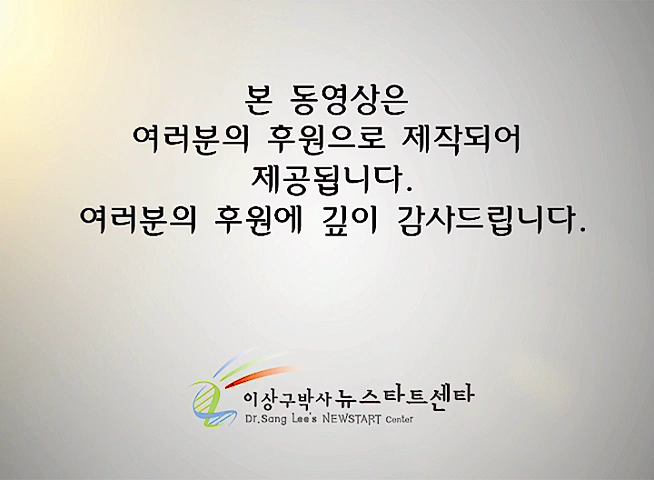 본 동영상은
여러분의 후원으로 제작되어
제공됩니다.
여러분의 후원에 깊이 감사드립니다.
이상구박사 뉴스타트센타
Dr.Sang Lee's NEWSTART Center